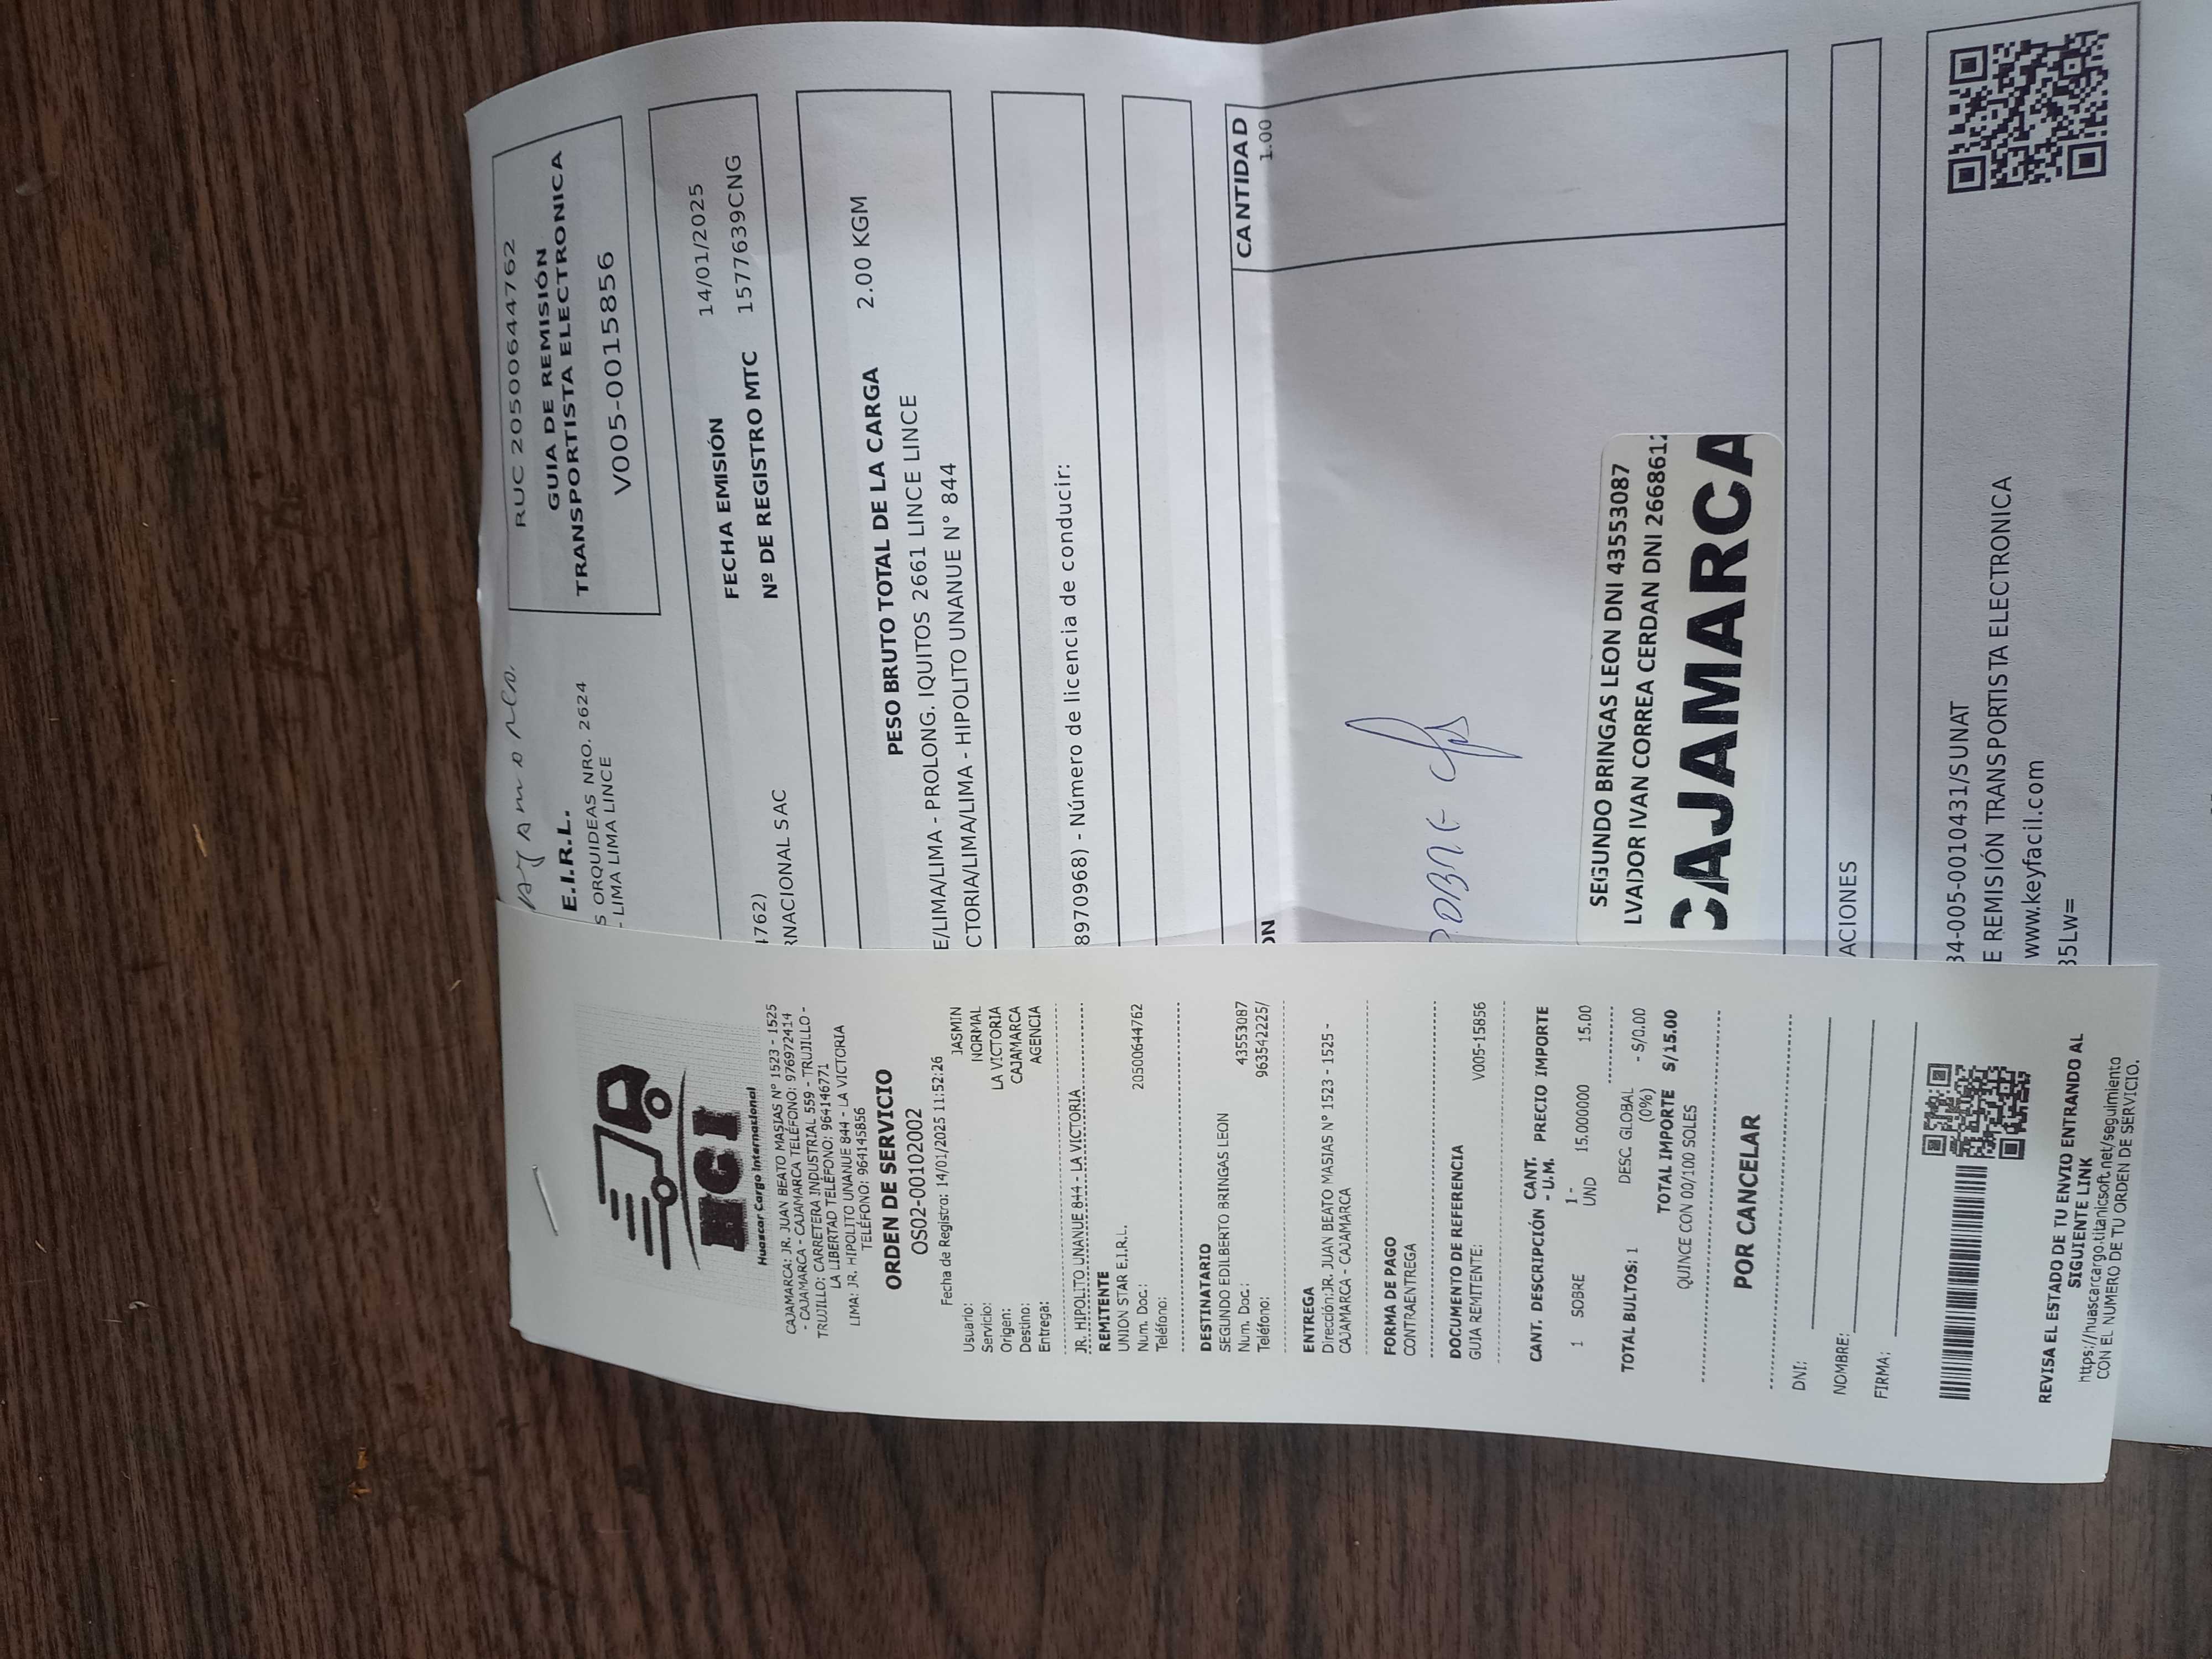 HGI
Huascar Cargo Internacional
CAJAMARCA: JR. JUAN BEATO MASIAS Nº 1523 - 1525
- CAJAMARCA - CAJAMARCA TELÉFONO: 976972414
TRUJILLO: CARRETERA INDUSTRIAL 559 - TRUJILLO -
LA LIBERTAD TELÉFONO: 964146771
LIMA: JR. HIPOLITO UNANUE 844 - LA VICTORIA
TELÉFONO: 964145856
ORDEN DE SERVICIO
OS02-00102002
Fecha de Registro: 14/01/2025 11:52:26
Usuario: JASMIN
Servicio: NORMAL
Origen: LA VICTORIA
Destino: CAJAMARCA
Entrega: AGENCIA
JR. HIPOLITO UNANUE 844 - LA VICTORIA
REMITENTE
UNION STAR E.I.R.L.
Num. Doc.: 20500644762
Teléfono:
DESTINATARIO
SEGUNDO EDILBERTO BRINGAS LEON
Num. Doc.: 43553087
Teléfono: 963542225/
ENTREGA
Dirección:JR. JUAN BEATO MASIAS Nº 1523 - 1525 -
CAJAMARCA - CAJAMARCA
FORMA DE PAGO
CONTRAENTREGA
DOCUMENTO DE REFERENCIA
GUIA REMITENTE: V005-15856
CANT. DESCRIPCIÓN CANT. - U.M. PRECIO IMPORTE
1 SOBRE 1 - UND 15.000000 15.00
TOTAL BULTOS: 1 DESC. GLOBAL (0%) - S/0.00
TOTAL IMPORTE S/15.00
QUINCE CON 00/100 SOLES
POR CANCELAR
DNI:
NOMBRE:
FIRMA:
REVISA EL ESTADO DE TU ENVIO ENTRANDO AL
SIGUIENTE LINK
https://huascarcargo.titanicsoft.net/seguimiento
CON EL NUMERO DE TU ORDEN DE SERVICIO.
E.I.R.L.
S ORQUIDEAS NRO. 2624
- LIMA LIMA LINCE
RUC 20500644762
GUIA DE REMISIÓN
TRANSPORTISTA ELECTRONICA
V005-0015856
FECHA EMISIÓN 14/01/2025
4762) Nº DE REGISTRO MTC 1577639CNG
RNACIONAL SAC
PESO BRUTO TOTAL DE LA CARGA 2.00 KGM
E/LIMA/LIMA - PROLONG. IQUITOS 2661 LINCE LINCE
CTORIA/LIMA/LIMA - HIPOLITO UNANUE N° 844
8970968) - Número de licencia de conducir:
ON CANTIDAD
1.00
SEGUNDO BRINGAS LEON DNI 43553087
LVADOR IVAN CORREA CERDAN DNI 2668612
CAJAMARCA
ACIONES
34-005-0010431/SUNAT
E REMISIÓN TRANSPORTISTA ELECTRONICA
www.keyfacil.com
35Lw=